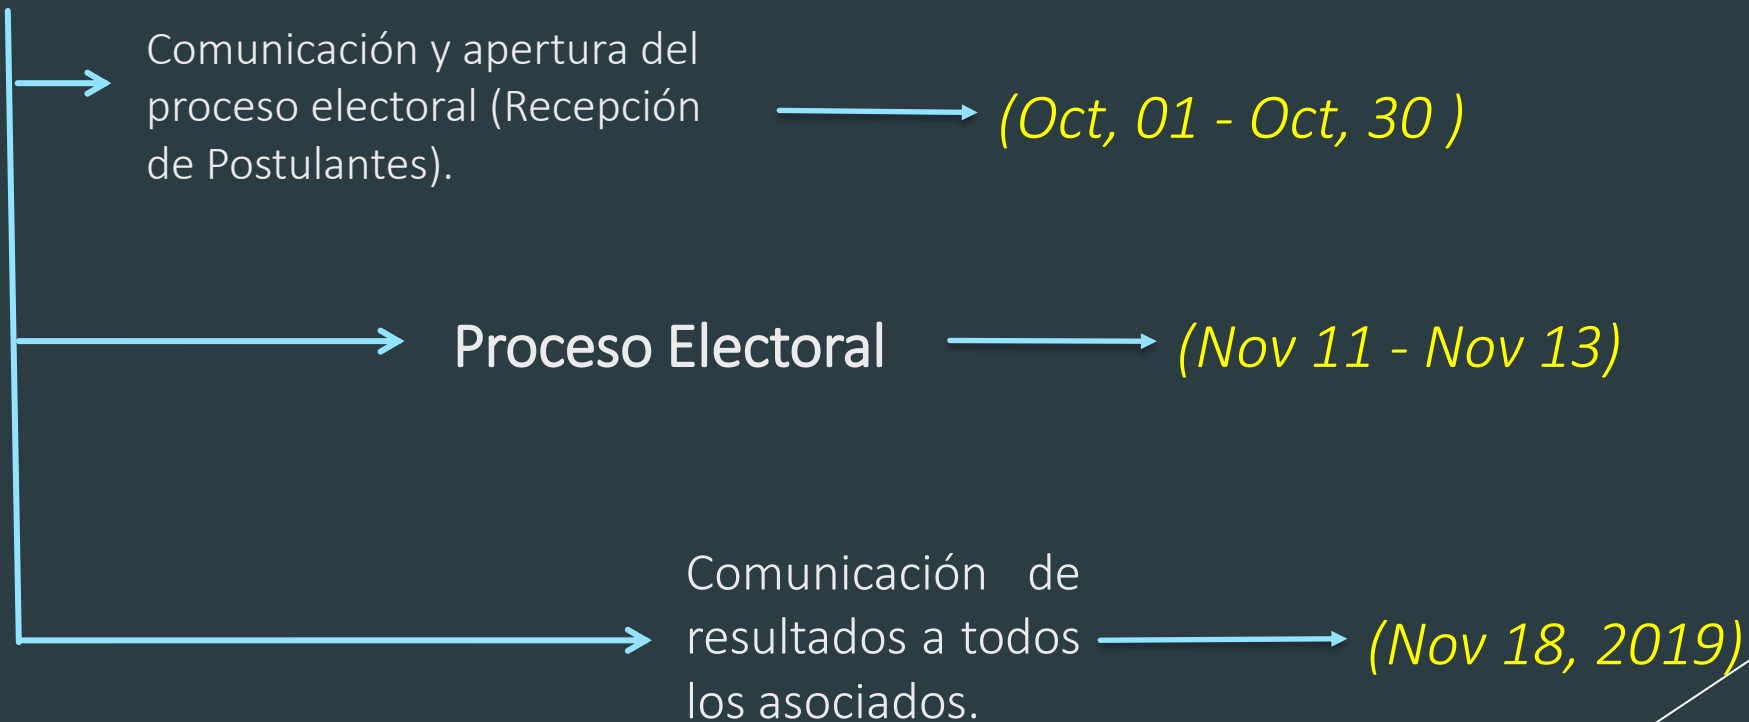 Comunicación y apertura del
proceso electoral (Recepción
de Postulantes).
(Oct, 01 - Oct, 30 )
Proceso Electoral
(Nov 11 - Nov 13)
Comunicación de
resultados a todos
los asociados.
(Nov 18, 2019)